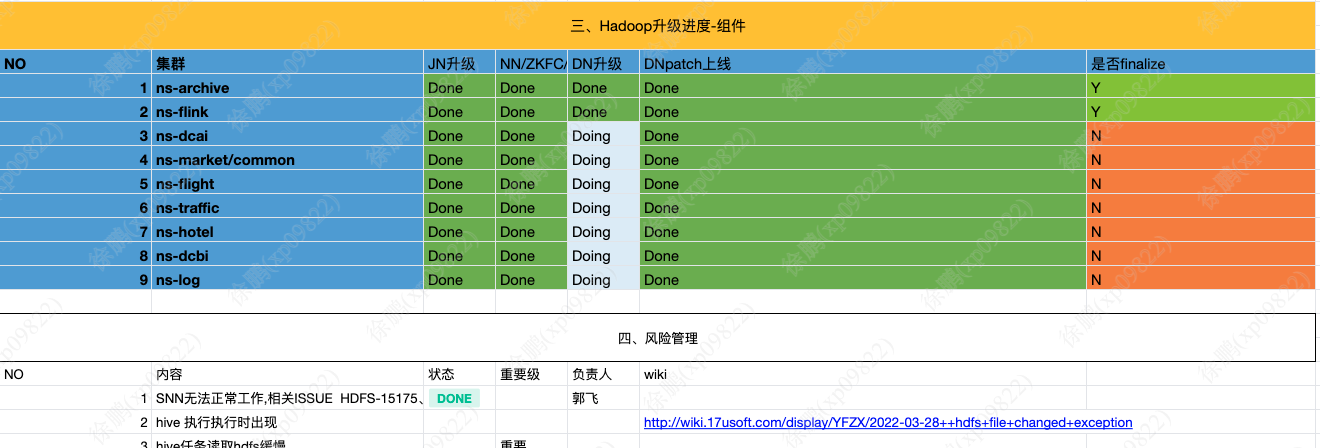 三、Hadoop升级进度-组件
NO 集群 JN升级 NN/ZKFC/ DN升级 DNpatch上线 是否finalize
1 ns-archive Done Done Done Done Y
2 ns-flink Done Done Done Done Y
3 ns-dcai Done Done Doing Done N
4 ns-market/common Done Done Doing Done N
5 ns-flight Done Done Doing Done N
6 ns-traffic Done Done Doing Done N
7 ns-hotel Done Done Doing Done N
8 ns-dcbi Done Done Doing Done N
9 ns-log Done Done Doing Done N
四、风险管理
NO 内容 状态 重要级 负责人 wiki
1 SNN无法正常工作,相关ISSUE HDFS-15175、 DONE 郭飞
2 hive 执行执行时出现 http://wiki.17usoft.com/display/YFZX/2022-03-28++hdfs+file+changed+exception
3 hive任务读取hdfs缓慢 重要
徐鹏(xp09822)